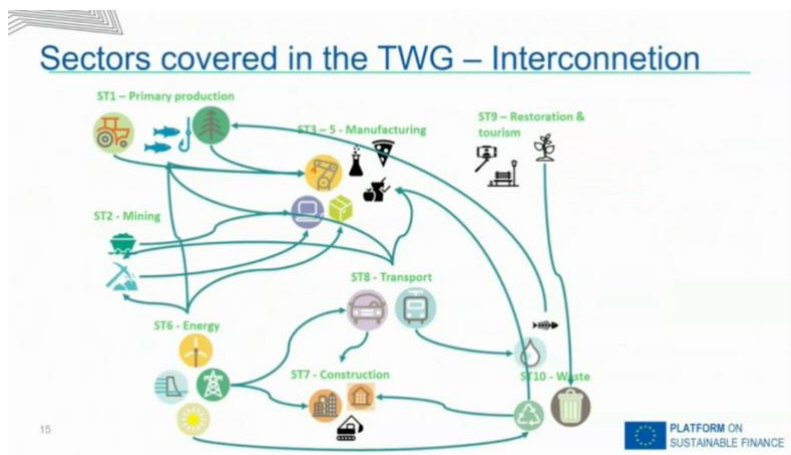 Sectors covered in the TWG – Interconnetion
ST1 – Primary production
ST3 – 5 - Manufacturing
ST9 – Restoration &
tourism
ST2 - Mining
ST8 - Transport
ST6 - Energy
ST7 - Construction
ST10 - Waste
15
PLATFORM ON
SUSTAINABLE FINANCE